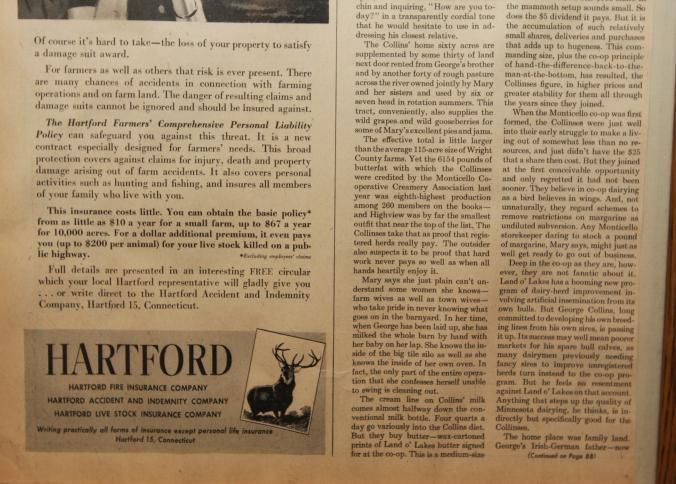 Of course it's hard to take—the loss of your property to satisfy
a damage suit award.
For farmers as well as others that risk is ever present. There
are many chances of accidents in connection with farming
operations and on farm land. The danger of resulting claims and
damage suits cannot be ignored and should be insured against.
The Hartford Farmers' Comprehensive Personal Liability
Policy can safeguard you against this threat. It is a new
contract especially designed for farmers' needs. This broad
protection covers against claims for injury, death and property
damage arising out of farm accidents. It also covers personal
activities such as hunting and fishing, and insures all members
of your family who live with you.
This insurance costs little. You can obtain the basic policy*
from as little as $10 a year for a small farm, up to $67 a year
for 10,000 acres. For a dollar additional premium, it even pays
you (up to $200 per animal) for your live stock killed on a pub-
lic highway.
*Excluding employees' claims
Full details are presented in an interesting FREE circular
which your local Hartford representative will gladly give you
. . . or write direct to the Hartford Accident and Indemnity
Company, Hartford 15, Connecticut.
HARTFORD
HARTFORD FIRE INSURANCE COMPANY
HARTFORD ACCIDENT AND INDEMNITY COMPANY
HARTFORD LIVE STOCK INSURANCE COMPANY
Writing practically all forms of insurance except personal life insurance
Hartford 15, Connecticut
chin and inquiring, "How are you to-
day?" in a transparently cordial tone
that he would hesitate to use in ad-
dressing his closest relative.
The Collins' home sixty acres are
supplemented by some thirty of land
next door rented from George's brother
and by another forty of rough pasture
across the river owned jointly by Mary
and her sisters and used by six or
seven head in rotation summers. This
tract, conveniently, also supplies the
wild grapes and wild gooseberries for
some of Mary's excellent pies and jams.
The effective total is little larger
than the average 115-acre size of Wright
County farms. Yet the 6154 pounds of
butterfat with which the Collinses
were credited by the Monticello Co-
operative Creamery Association last
year was eighth-highest production
among 260 members on the books—
and Highview was by far the smallest
outfit near the top of the list. The
Collinses take that as proof that regis-
tered herds really pay. The outsider
also suspects it to be proof that hard
work never pays so well as when all
hands heartily enjoy it.
Mary says she just plain can't un-
derstand some women she knows—
farm wives as well as town wives—
who take pride in never knowing what
goes on in the barnyard. In her time,
when George has been laid up, she has
milked the whole barn by hand with
her baby on her lap. She knows the in-
side of the big tile silo as well as she
knows the inside of her own oven. In
fact, the only part of the entire opera-
tion that she confesses herself unable
to swing is cleaning out.
The cream line on Collins' milk
comes almost halfway down the con-
ventional milk bottle. Four quarts a
day go variously into the Collins diet.
But they buy butter—wax-cartoned
prints of Land O' Lakes butter signed
for at the co-op. This is a medium-size
the mammoth setup sounds small. So
does the $5 dividend it pays. But it is
the accumulation of such relatively
small shares, deliveries and purchases
that adds up to hugeness. This com-
manding size, plus the co-op principle
of hand-the-difference-back-to-the-
man-at-the-bottom, has resulted, the
Collinses figure, in higher prices and
greater stability for them all through
the years since they joined.
When the Monticello co-op was first
formed, the Collinses were just well
into their early struggle to make a liv-
ing out of somewhat less than no re-
sources, and just didn't have the $25
that a share then cost. But they joined
at the first conceivable opportunity
and only regretted it had not been
sooner. They believe in co-op dairying
as a bird believes in wings. And, not
unnaturally, they regard schemes to
remove restrictions on margarine as
undiluted subversion. Any Monticello
storekeeper daring to stock a pound
of margarine, Mary says, might just as
well get ready to go out of business.
Deep in the co-op as they are, how-
ever, they are not fanatic about it.
Land O' Lakes has a booming new pro-
gram of dairy-herd improvement in-
volving artificial insemination from its
own bulls. But George Collins, long
committed to developing his own breed-
ing lines from his own sires, is passing
it up. Its success may well mean poorer
markets for his spare bull calves, as
many dairymen previously needing
fancy sires to improve unregistered
herds turn instead to the co-op pro-
gram. But he feels no resentment
against Land O' Lakes on that account.
Anything that steps up the quality of
Minnesota dairying, he thinks, is in-
directly but specifically good for the
Collinses.
The home place was family land.
George's Irish-German father—now
(Continued on Page 88)